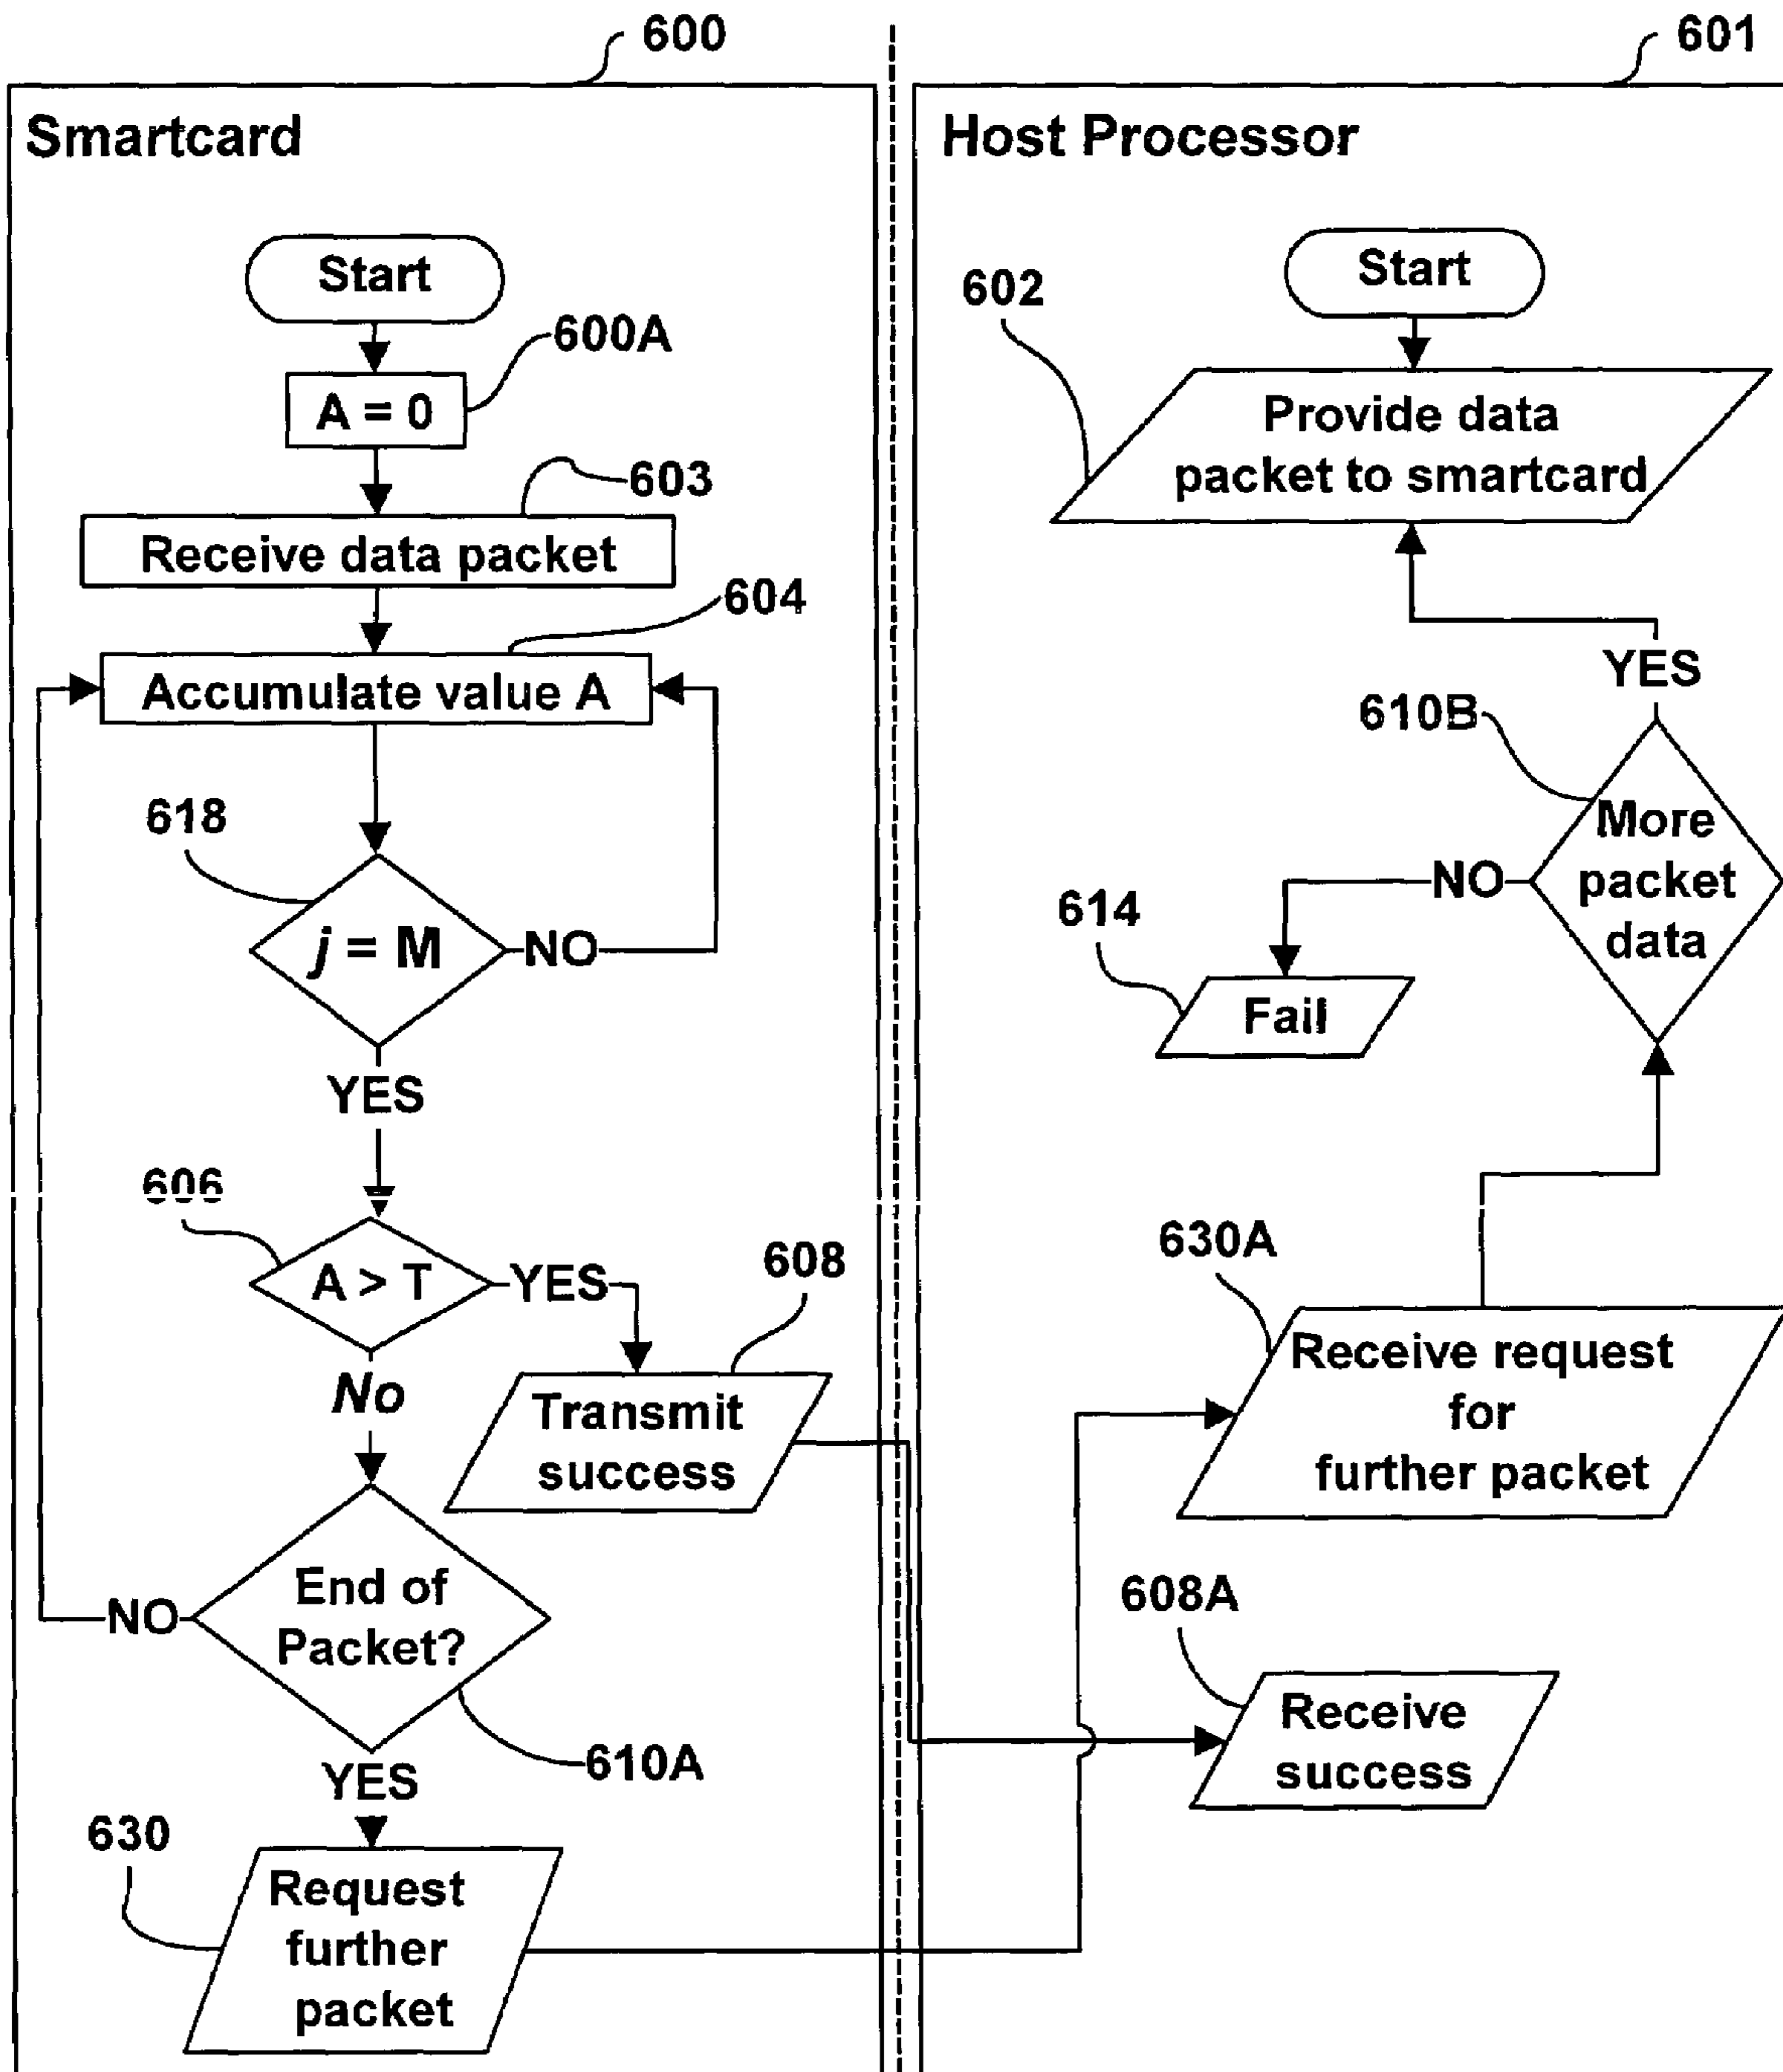 600
601
Smartcard
Start
600A
A = 0
603
Receive data packet
604
Accumulate value A
618
j = M
NO
YES
606
A > T
YES
608
No
Transmit
success
End of
Packet?
NO
610A
YES
630
Request
further
packet
Host Processor
Start
602
Provide data
packet to smartcard
YES
610B
More
packet
data
NO
614
Fail
630A
Receive request
for
further packet
608A
Receive
success